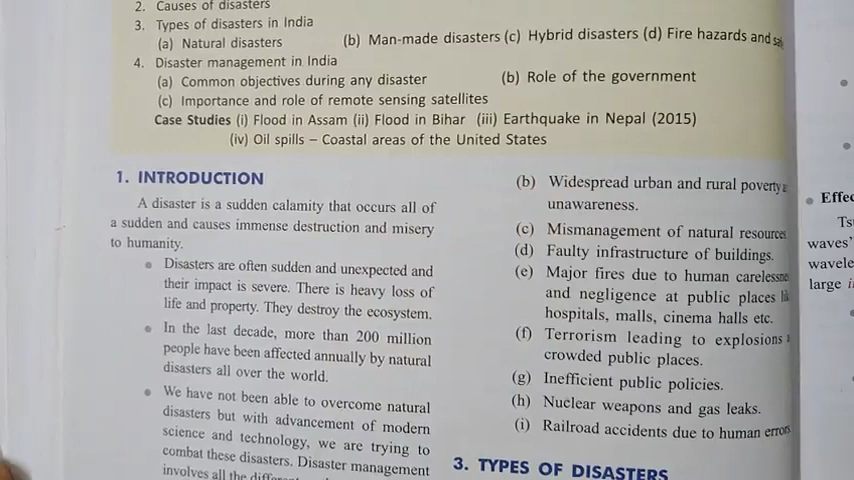 2. Causes of disasters
3. Types of disasters in India
(a) Natural disasters (b) Man-made disasters (c) Hybrid disasters (d) Fire hazards and
4. Disaster management in India
(a) Common objectives during any disaster (b) Role of the government
(c) Importance and role of remote sensing satellites
Case Studies (i) Flood in Assam (ii) Flood in Bihar (iii) Earthquake in Nepal (2015)
(iv) Oil spills – Coastal areas of the United States
1. INTRODUCTION
A disaster is a sudden calamity that occurs all of
a sudden and causes immense destruction and misery
to humanity.
• Disasters are often sudden and unexpected and
their impact is severe. There is heavy loss of
life and property. They destroy the ecosystem.
• In the last decade, more than 200 million
people have been affected annually by natural
disasters all over the world.
• We have not been able to overcome natural
disasters but with advancement of modern
science and technology, we are trying to
combat these disasters. Disaster management
involves all the
(b) Widespread urban and rural poverty
unawareness.
(c) Mismanagement of natural resources
(d) Faulty infrastructure of buildings.
(e) Major fires due to human
and negligence at public places
hospitals, malls, cinema halls etc.
(f) Terrorism leading to explosions
crowded public places.
(g) Inefficient public policies.
(h) Nuclear weapons and gas leaks.
(i) Railroad accidents due to human errors
3. TYPES OF DISASTERS
waves'
large